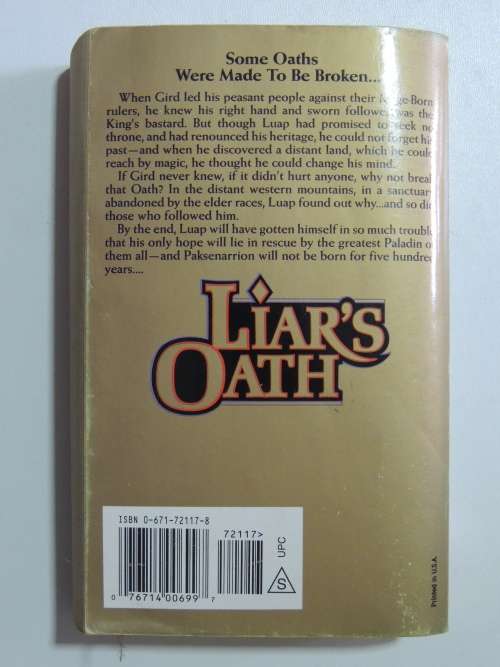 Some Oaths
Were Made To Be Broken...
When Gird led his peasant people against their Mage-Born
rulers, he knew his right hand and sworn follower was the
King's bastard. But though Luap had promised to seek no
throne, and had renounced his heritage, he could not forget his
past—and when he discovered a distant land, which he could
reach by magic, he thought he could change his mind.
If Gird never knew, if it didn't hurt anyone, why not break
that Oath? In the distant western mountains, in a sanctuary
abandoned by the elder races, Luap found out why...and so did
those who followed him.
By the end, Luap will have gotten himself in so much trouble
that his only hope will lie in rescue by the greatest Paladin of
them all—and Paksenarrion will not be born for five hundred
years....
LIAR'S
OATH
ISBN 0-671-72117-8
72117>
UPC
S
0 76714 00699 7
Printed in U.S.A.